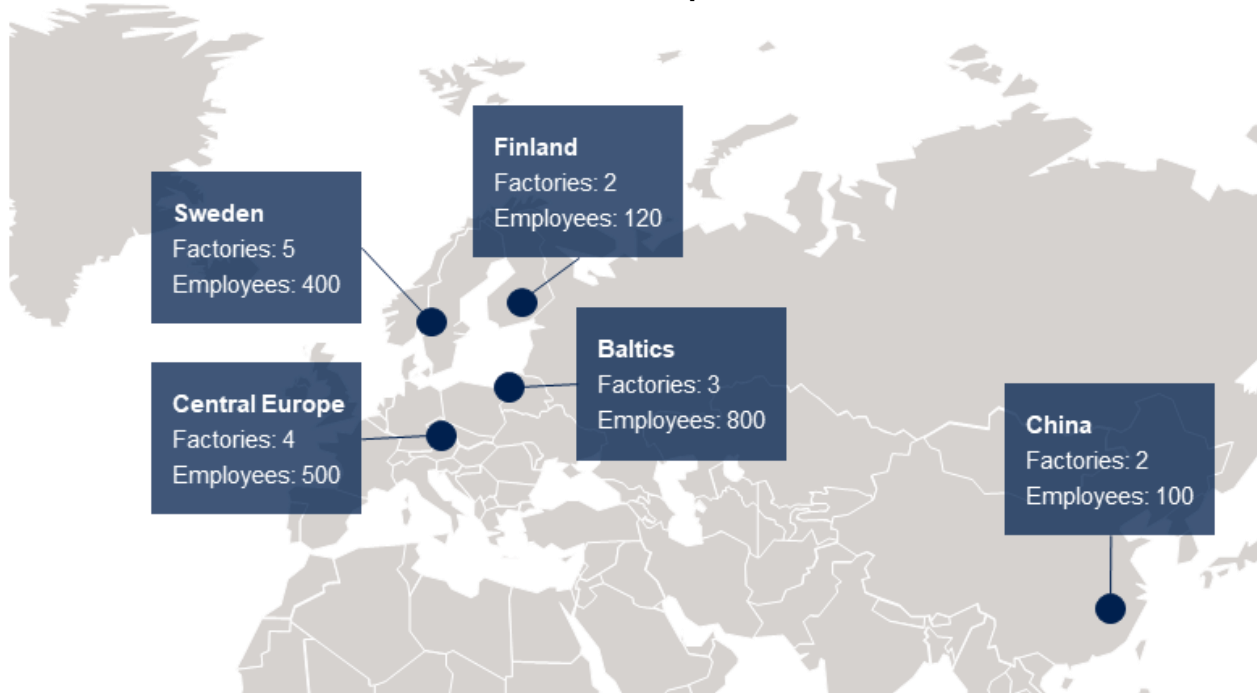 Finland
Factories: 2
Employees: 120
Sweden
Factories: 5
Employees: 400
Baltics
Factories: 3
Employees: 800
Central Europe
Factories: 4
Employees: 500
China
Factories: 2
Employees: 100